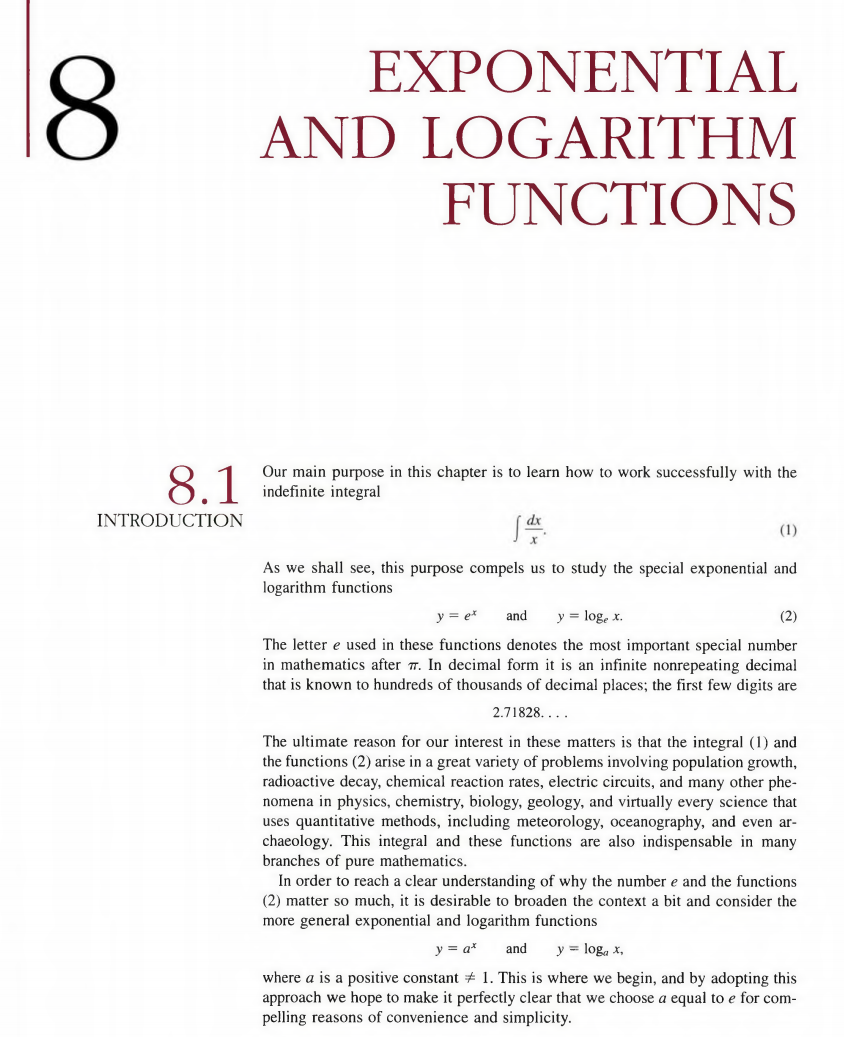 8
EXPONENTIAL
AND LOGARITHM
FUNCTIONS
8.1
INTRODUCTION
Our main purpose in this chapter is to learn how to work successfully with the
indefinite integral
∫ dx/x. (1)
As we shall see, this purpose compels us to study the special exponential and
logarithm functions
y = eˣ and y = logₑ x. (2)
The letter e used in these functions denotes the most important special number
in mathematics after π. In decimal form it is an infinite nonrepeating decimal
that is known to hundreds of thousands of decimal places; the first few digits are
2.71828. . . .
The ultimate reason for our interest in these matters is that the integral (1) and
the functions (2) arise in a great variety of problems involving population growth,
radioactive decay, chemical reaction rates, electric circuits, and many other phe-
nomena in physics, chemistry, biology, geology, and virtually every science that
uses quantitative methods, including meteorology, oceanography, and even ar-
chaeology. This integral and these functions are also indispensable in many
branches of pure mathematics.
In order to reach a clear understanding of why the number e and the functions
(2) matter so much, it is desirable to broaden the context a bit and consider the
more general exponential and logarithm functions
y = aˣ and y = logₐ x,
where a is a positive constant ≠ 1. This is where we begin, and by adopting this
approach we hope to make it perfectly clear that we choose a equal to e for com-
pelling reasons of convenience and simplicity.